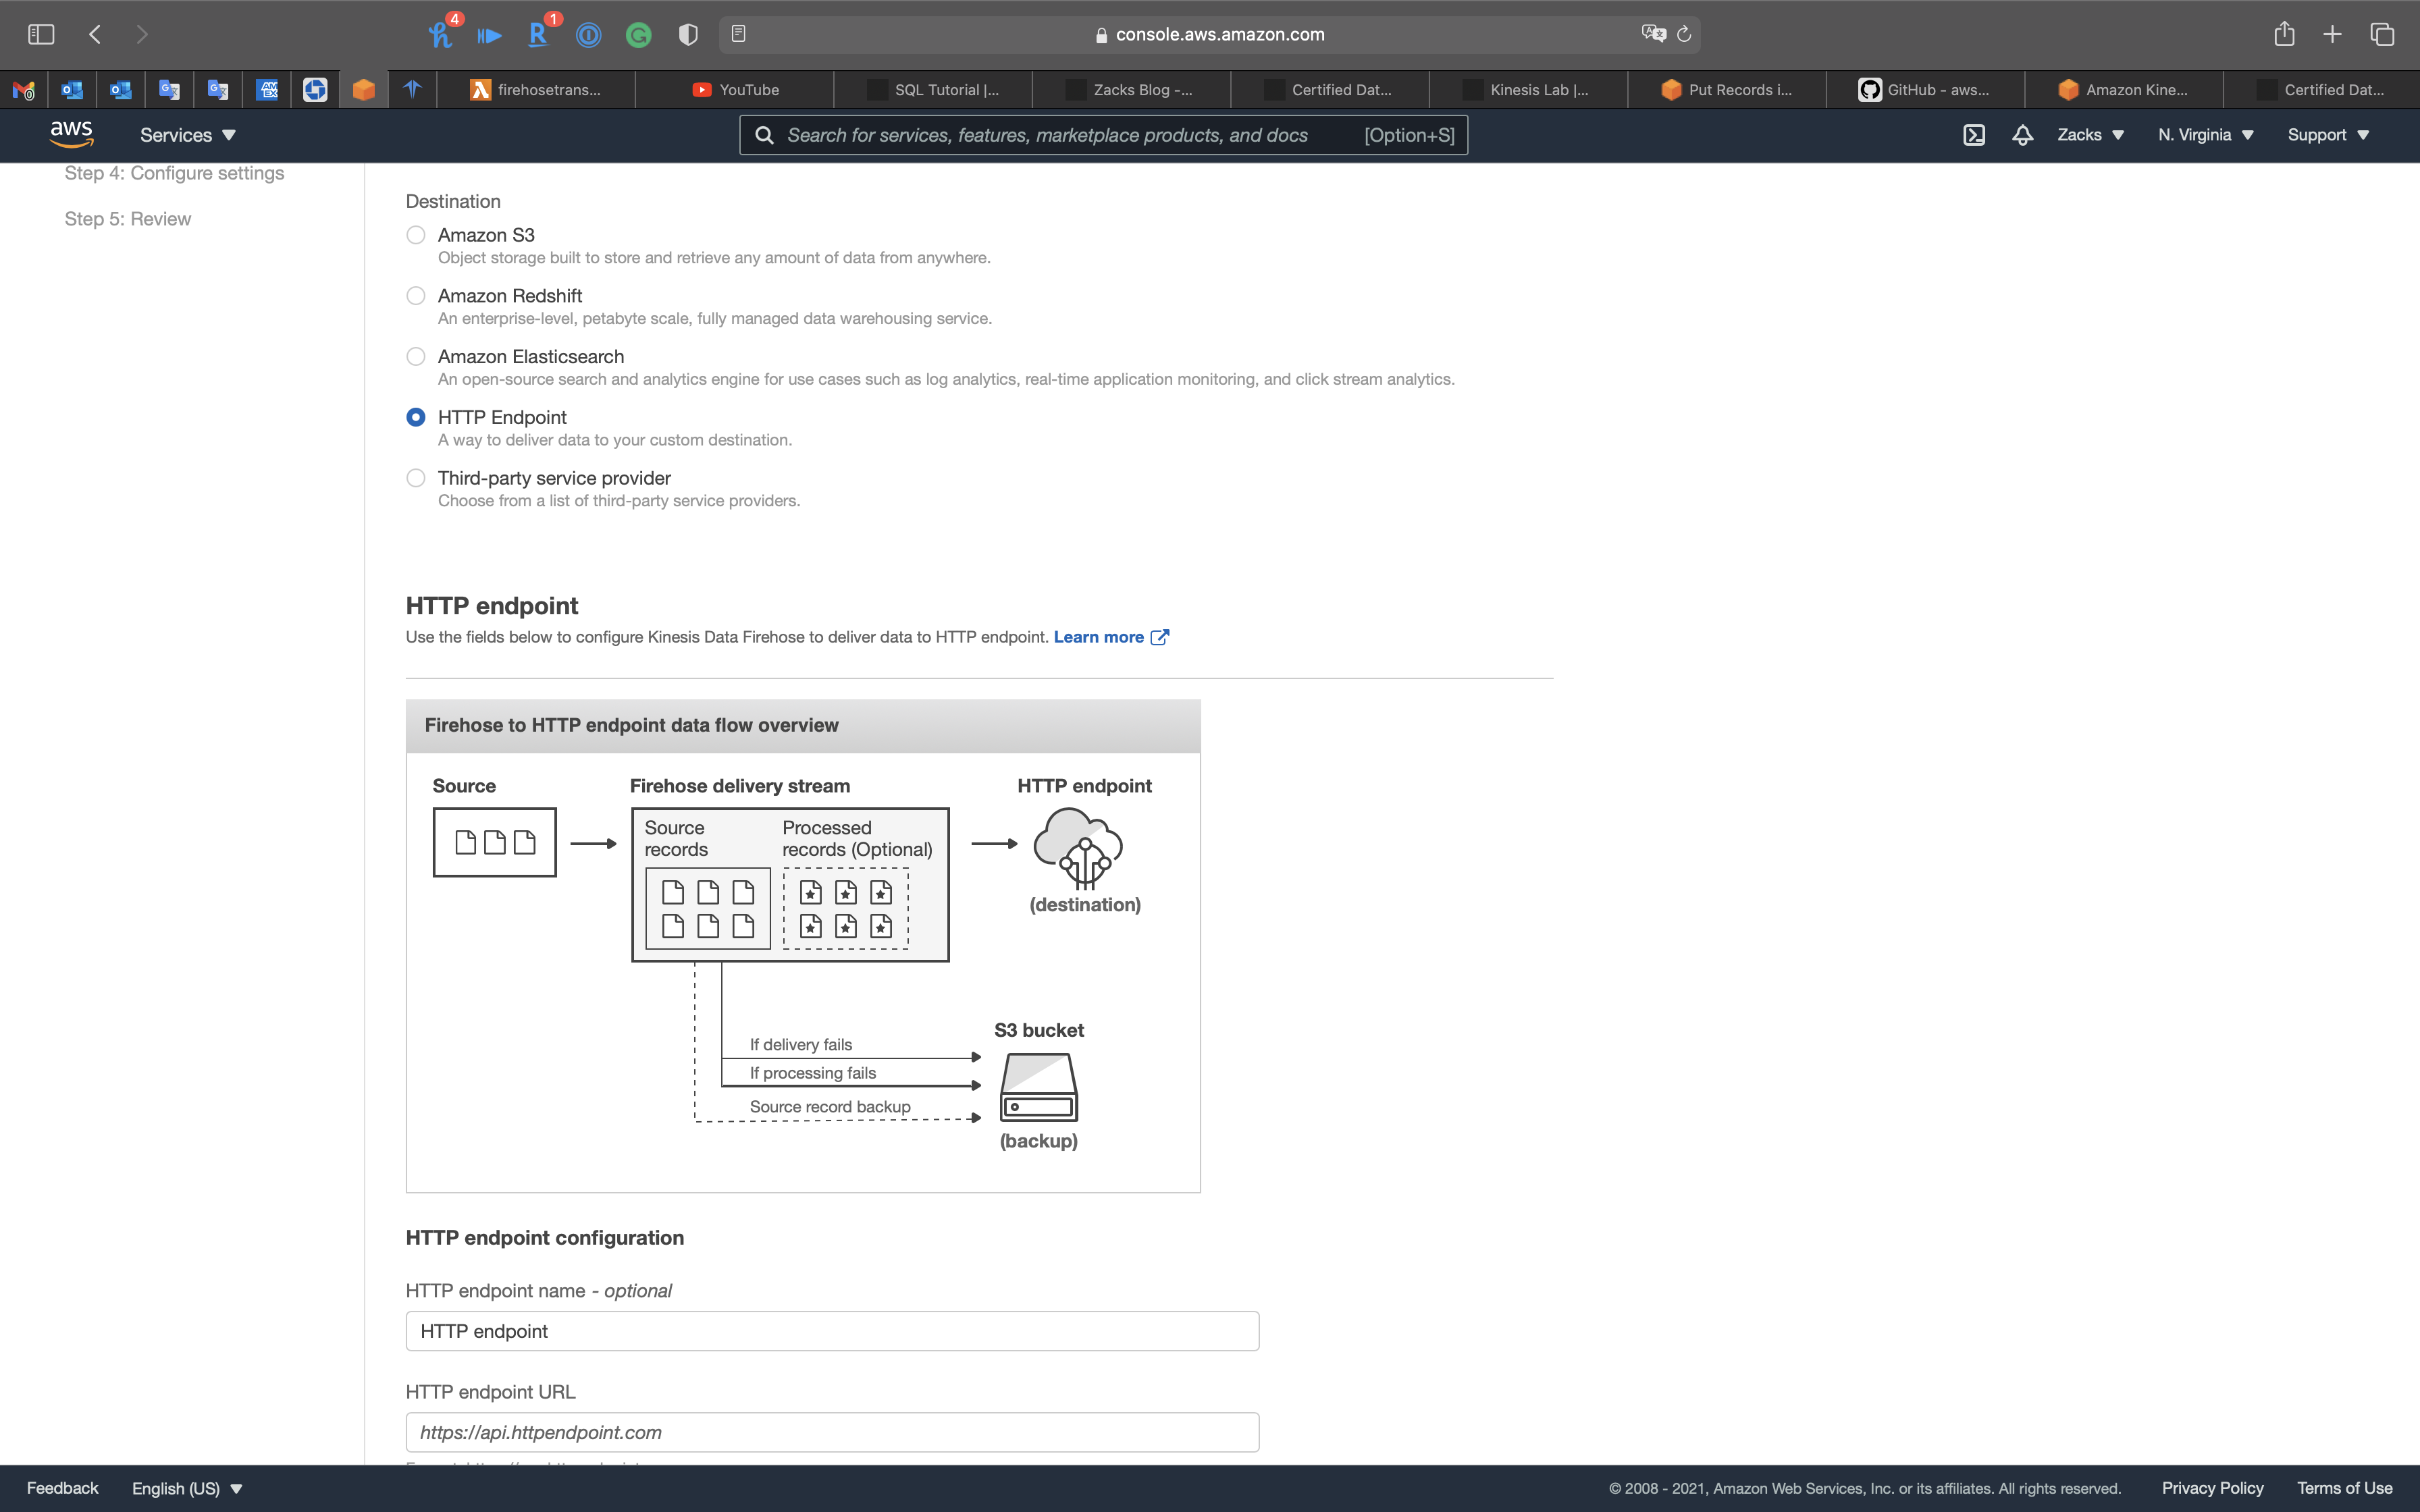 4
1
console.aws.amazon.com
firehosetrans...
YouTube
SQL Tutorial |...
Zacks Blog -...
Certified Dat...
Kinesis Lab |...
Put Records i...
GitHub - aws...
Amazon Kine...
Certified Dat...
aws
Services
Search for services, features, marketplace products, and docs [Option+S]
Zacks
N. Virginia
Support
Step 4: Configure settings
Step 5: Review
Destination
Amazon S3
Object storage built to store and retrieve any amount of data from anywhere.
Amazon Redshift
An enterprise-level, petabyte scale, fully managed data warehousing service.
Amazon Elasticsearch
An open-source search and analytics engine for use cases such as log analytics, real-time application monitoring, and click stream analytics.
HTTP Endpoint
A way to deliver data to your custom destination.
Third-party service provider
Choose from a list of third-party service providers.
HTTP endpoint
Use the fields below to configure Kinesis Data Firehose to deliver data to HTTP endpoint. Learn more
Firehose to HTTP endpoint data flow overview
Source
Firehose delivery stream
HTTP endpoint
Source
records
Processed
records (Optional)
(destination)
S3 bucket
If delivery fails
If processing fails
Source record backup
(backup)
HTTP endpoint configuration
HTTP endpoint name - optional
HTTP endpoint
HTTP endpoint URL
https://api.httpendpoint.com
Feedback
English (US)
© 2008 - 2021, Amazon Web Services, Inc. or its affiliates. All rights reserved.
Privacy Policy
Terms of Use